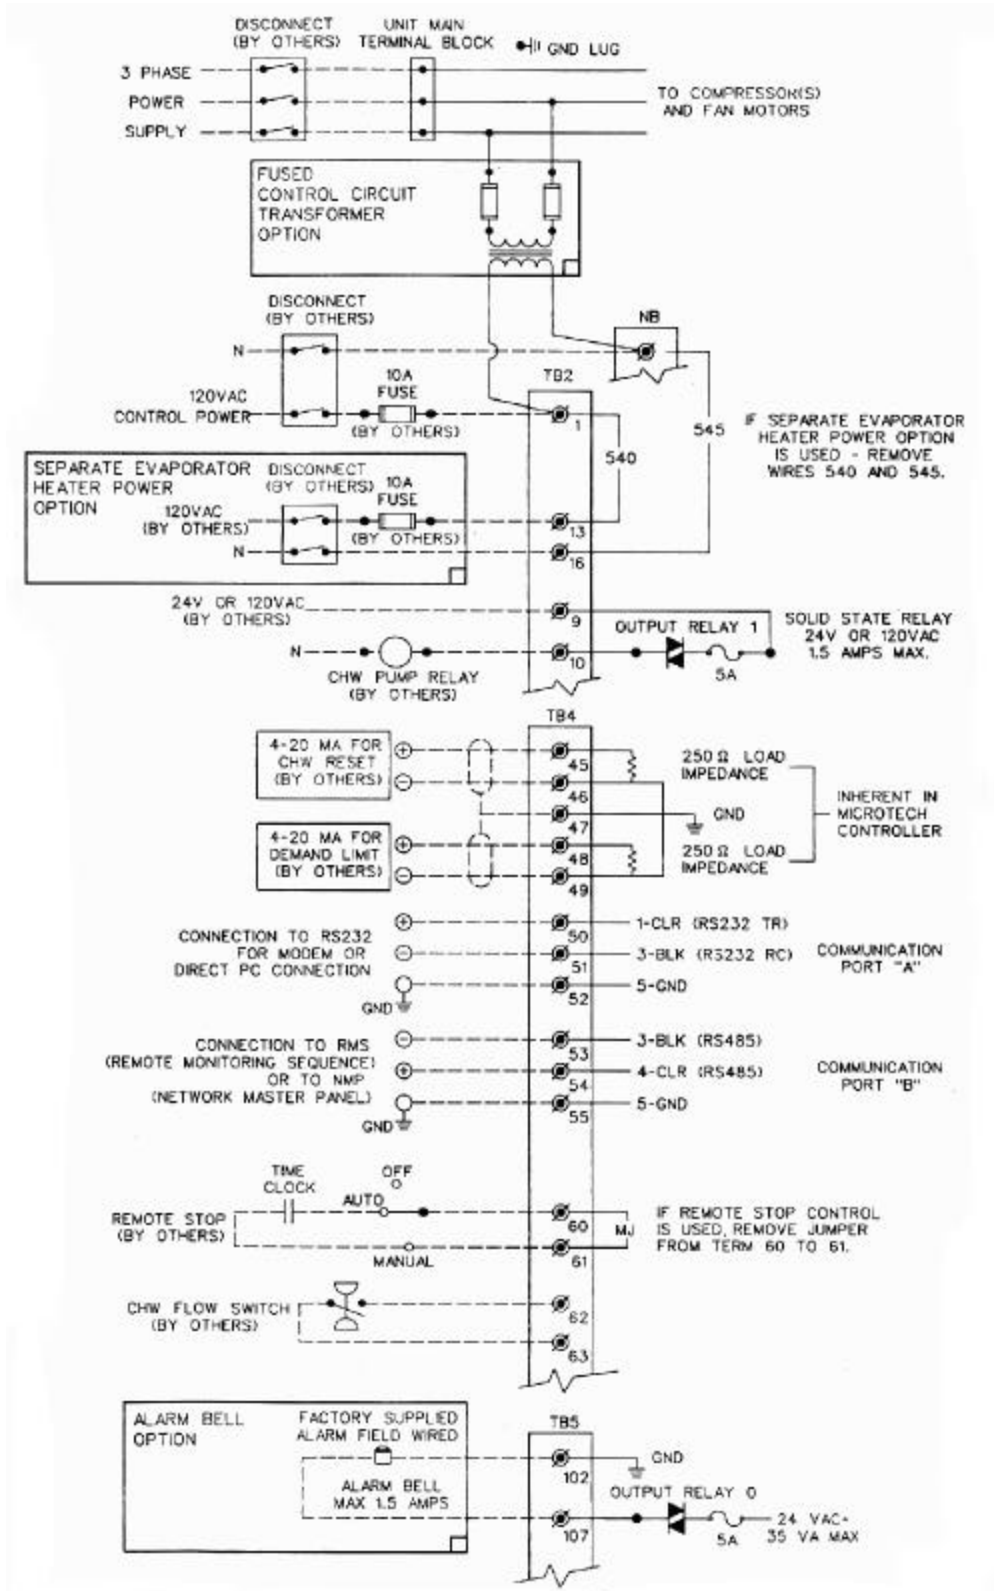 DISCONNECT
(BY OTHERS)
UNIT MAIN
TERMINAL BLOCK
GND LUG
3 PHASE
POWER
SUPPLY
TO COMPRESSOR(S)
AND FAN MOTORS
FUSED
CONTROL CIRCUIT
TRANSFORMER
OPTION
DISCONNECT
(BY OTHERS)
NB
N
TB2
120VAC
CONTROL POWER
10A
FUSE
(BY OTHERS)
1
540
545
IF SEPARATE EVAPORATOR
HEATER POWER OPTION
IS USED - REMOVE
WIRES 540 AND 545.
SEPARATE EVAPORATOR
HEATER POWER
OPTION
DISCONNECT
(BY OTHERS)
10A
FUSE
120VAC
(BY OTHERS)
(BY OTHERS)
N
13
16
24V OR 120VAC
(BY OTHERS)
9
OUTPUT RELAY 1
SOLID STATE RELAY
24V OR 120VAC
1.5 AMPS MAX.
N
CHW PUMP RELAY
(BY OTHERS)
10
5A
TB4
4-20 MA FOR
CHW RESET
(BY OTHERS)
+
-
45
46
250 Ω LOAD
IMPEDANCE
47
GND
INHERENT IN
MICROTECH
CONTROLLER
4-20 MA FOR
DEMAND LIMIT
(BY OTHERS)
+
-
48
49
250 Ω LOAD
IMPEDANCE
CONNECTION TO RS232
FOR MODEM OR
DIRECT PC CONNECTION
+
-
GND
50
51
52
1-CLR (RS232 TR)
3-BLK (RS232 RC)
5-GND
COMMUNICATION
PORT "A"
CONNECTION TO RMS
(REMOTE MONITORING SEQUENCE)
OR TO NMP
(NETWORK MASTER PANEL)
-
+
GND
53
54
55
3-BLK (RS485)
4-CLR (RS485)
5-GND
COMMUNICATION
PORT "B"
TIME
CLOCK
OFF
AUTO
REMOTE STOP
(BY OTHERS)
MANUAL
60
61
MJ
IF REMOTE STOP CONTROL
IS USED, REMOVE JUMPER
FROM TERM 60 TO 61.
CHW FLOW SWITCH
(BY OTHERS)
62
63
ALARM BELL
OPTION
FACTORY SUPPLIED
ALARM FIELD WIRED
ALARM BELL
MAX 1.5 AMPS
TB5
102
GND
OUTPUT RELAY 0
107
5A
24 VAC-
35 VA MAX